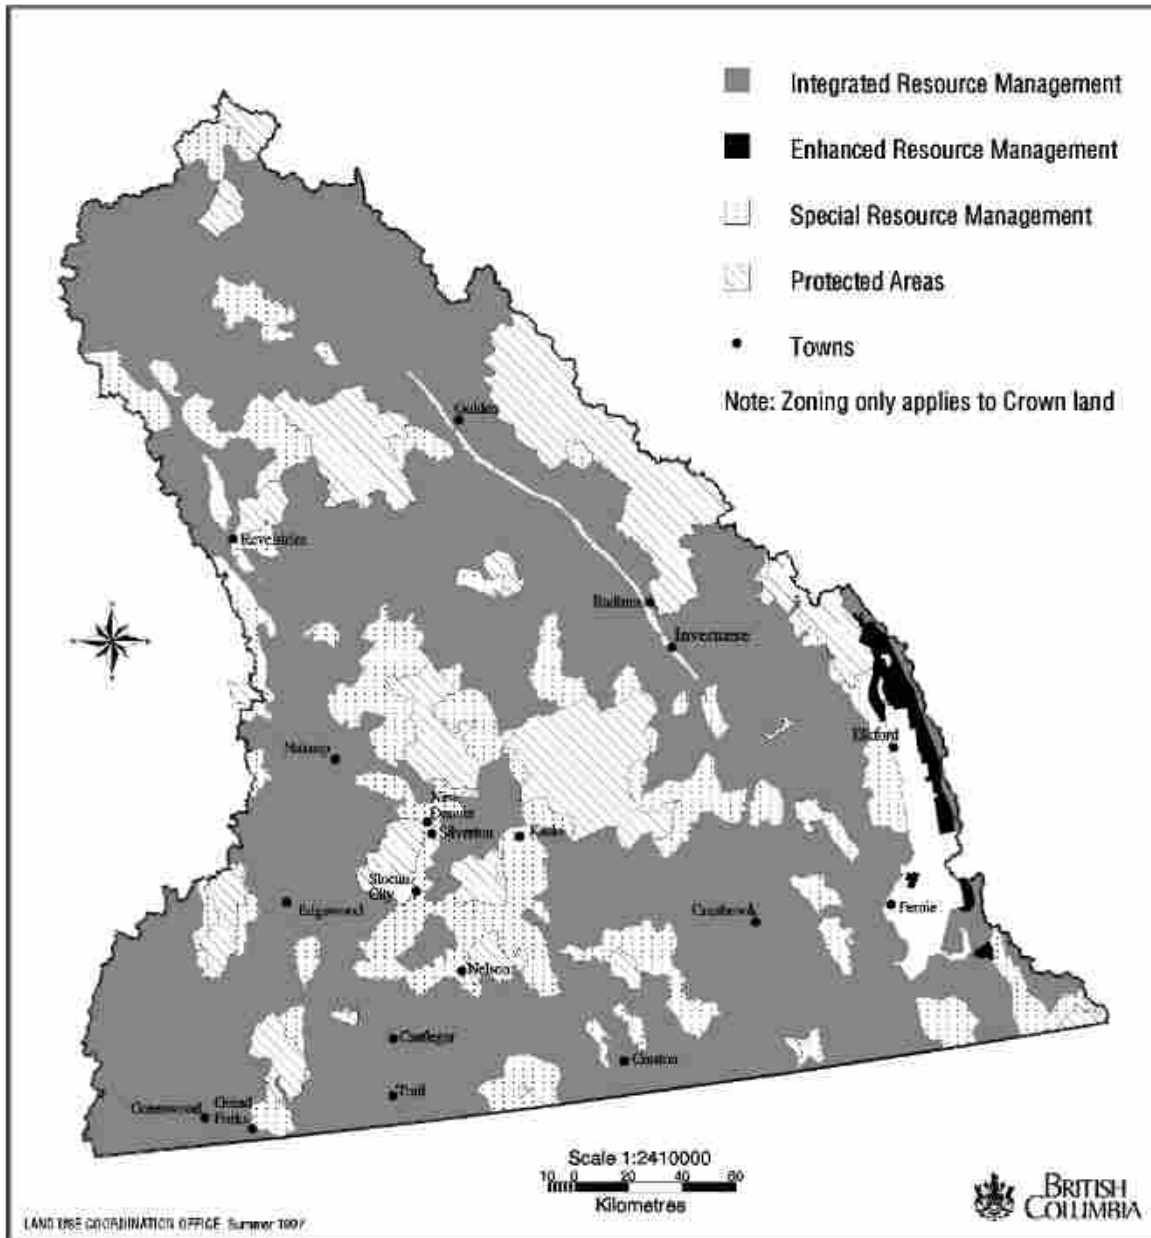 Integrated Resource Management
Enhanced Resource Management
Special Resource Management
Protected Areas
Towns
Note: Zoning only applies to Crown land
Golden
Revelstoke
Radium
Invermere
Nakusp
Elkford
New
Denver
Silverton
Kaslo
Slocan
City
Edgewood
Cranbrook
Fernie
Nelson
Castlegar
Creston
Trail
Greenwood
Grand
Forks
Scale 1:2410000
10 0 20 40 60
Kilometres
LAND USE COORDINATION OFFICE Summer 1997
BRITISH
COLUMBIA